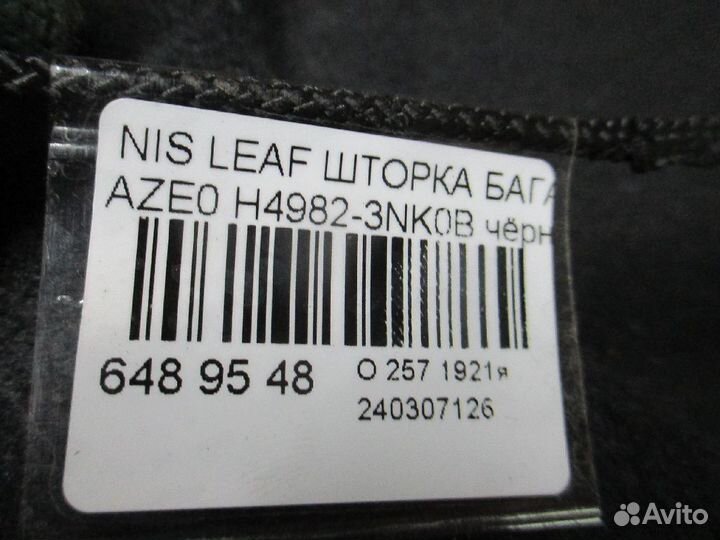 NIS LEAF ШТОРКА БАГА
AZE0 H4982-3NK0B чёрн
648 95 48
О 257 1921я
240307126
Avito